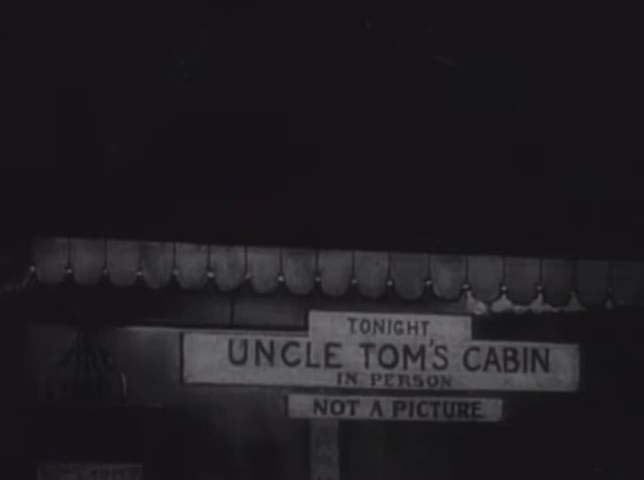 TONIGHT
UNCLE TOM'S CABIN
IN PERSON
NOT A PICTURE